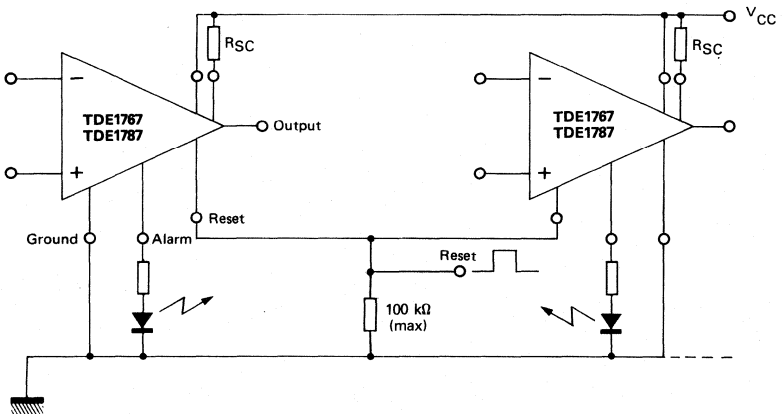 V_CC
R_SC
R_SC
−
TDE1767
TDE1787
+
Output
−
TDE1767
TDE1787
+
Reset
Ground
Alarm
Reset
100 kΩ
(max)